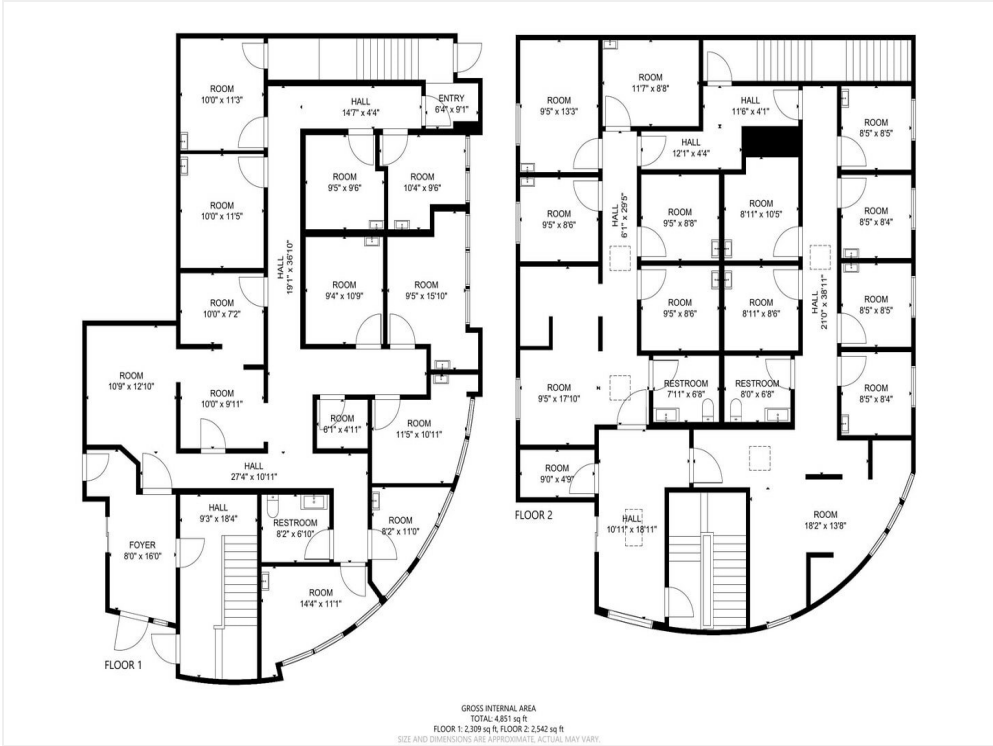 ROOM
10'0" x 11'3"
HALL
14'7" x 4'4"
ENTRY
6'4" x 9'1"
ROOM
9'5" x 9'6"
ROOM
10'4" x 9'6"
ROOM
10'0" x 11'5"
HALL
19'1" x 36'10"
ROOM
9'4" x 10'9"
ROOM
9'5" x 15'10"
ROOM
10'0" x 7'2"
ROOM
10'9" x 12'10"
ROOM
10'0" x 9'11"
ROOM
6'1" x 4'11"
ROOM
11'5" x 10'11"
HALL
27'4" x 10'11"
HALL
9'3" x 18'4"
RESTROOM
8'2" x 6'10"
ROOM
8'2" x 11'0"
FOYER
8'0" x 16'0"
ROOM
14'4" x 11'1"
FLOOR 1
ROOM
9'5" x 13'3"
ROOM
11'7" x 8'8"
HALL
11'6" x 4'1"
HALL
12'1" x 4'4"
ROOM
8'5" x 8'5"
ROOM
9'5" x 8'6"
HALL
6'1" x 29'5"
ROOM
9'5" x 8'8"
ROOM
8'11" x 10'5"
ROOM
8'5" x 8'4"
ROOM
9'5" x 8'6"
ROOM
8'11" x 8'6"
HALL
21'0" x 38'11"
ROOM
8'5" x 8'5"
ROOM
9'5" x 17'10"
RESTROOM
7'11" x 6'8"
RESTROOM
8'0" x 6'8"
ROOM
8'5" x 8'4"
ROOM
9'0" x 4'9"
FLOOR 2
HALL
10'11" x 18'11"
ROOM
18'2" x 13'8"
GROSS INTERNAL AREA
TOTAL: 4,851 sq ft
FLOOR 1: 2,309 sq ft, FLOOR 2: 2,542 sq ft
SIZE AND DIMENSIONS ARE APPROXIMATE, ACTUAL MAY VARY.